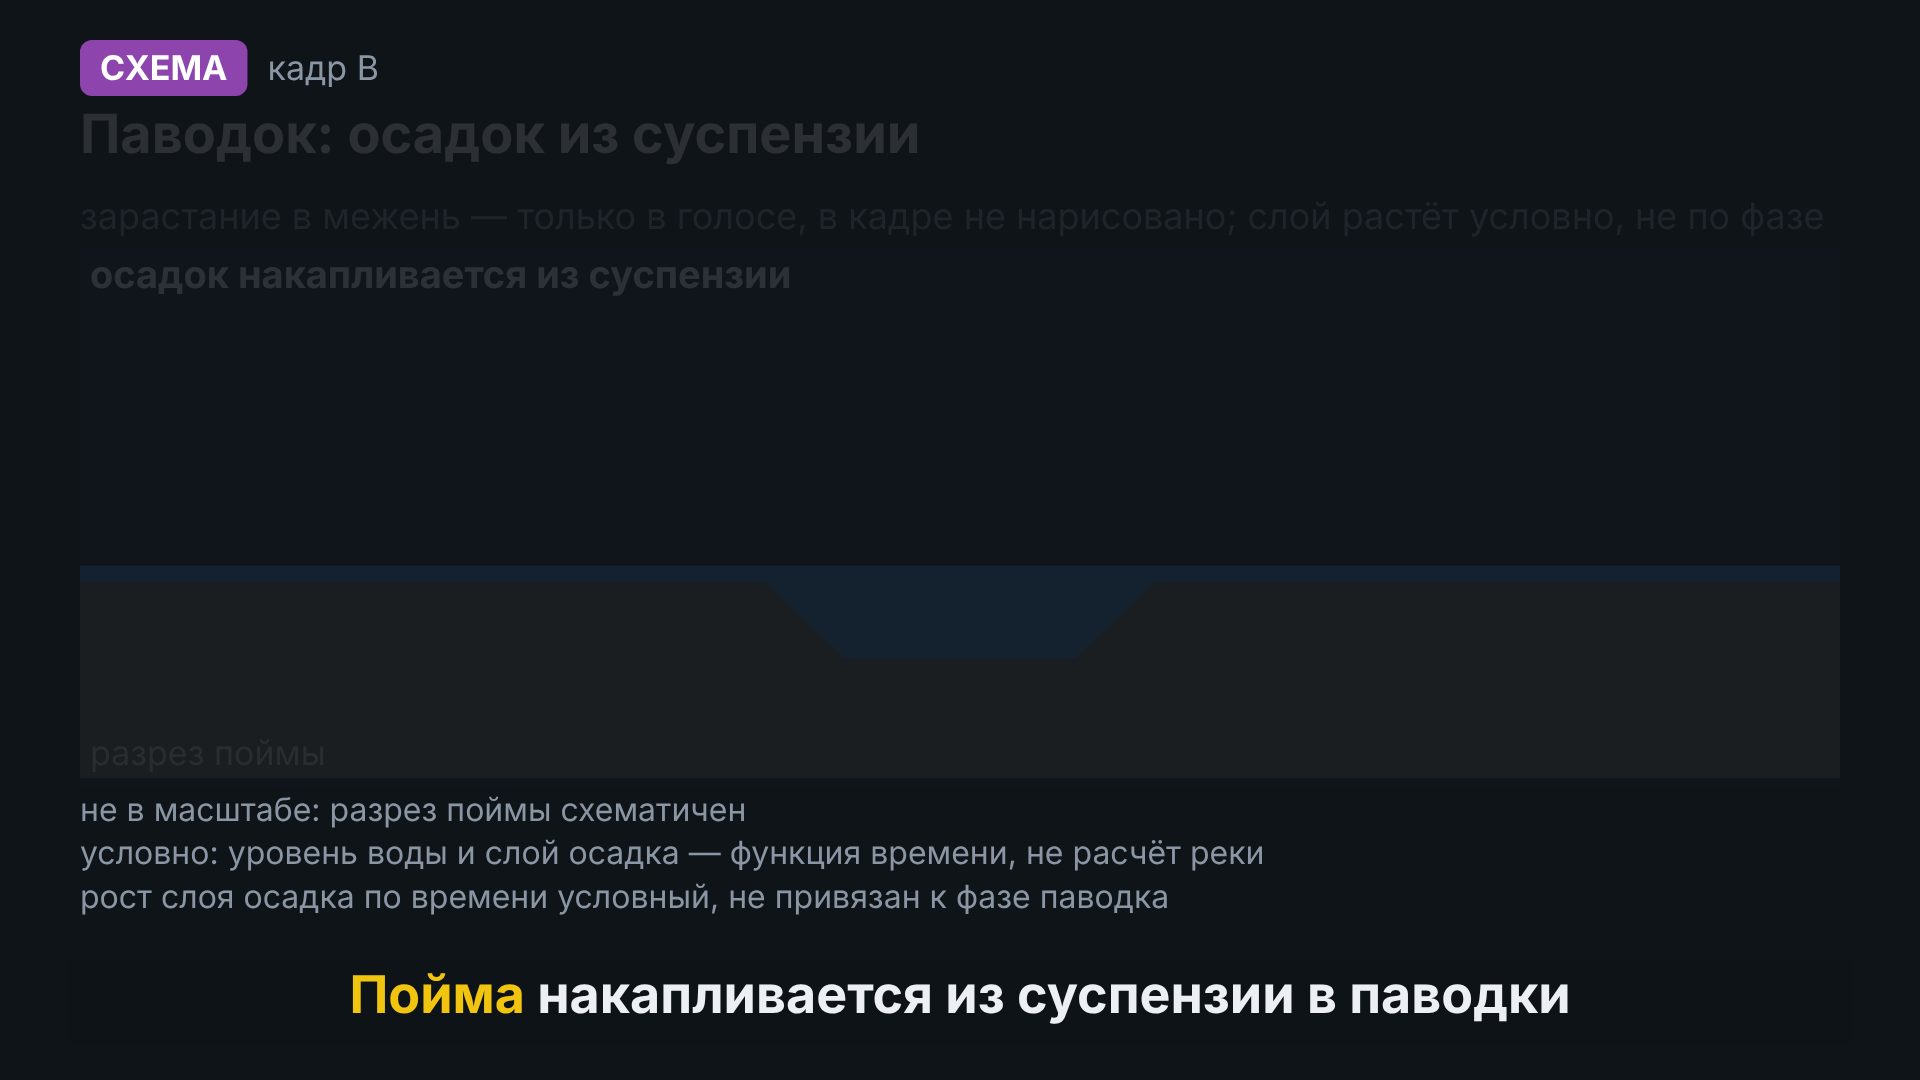 СХЕМА кадр B
Паводок: осадок из суспензии
зарастание в межень — только в голосе, в кадре не нарисовано; слой растёт условно, не по фазе
осадок накапливается из суспензии
разрез поймы
не в масштабе: разрез поймы схематичен
условно: уровень воды и слой осадка — функция времени, не расчёт реки
рост слоя осадка по времени условный, не привязан к фазе паводка
Пойма накапливается из суспензии в паводки